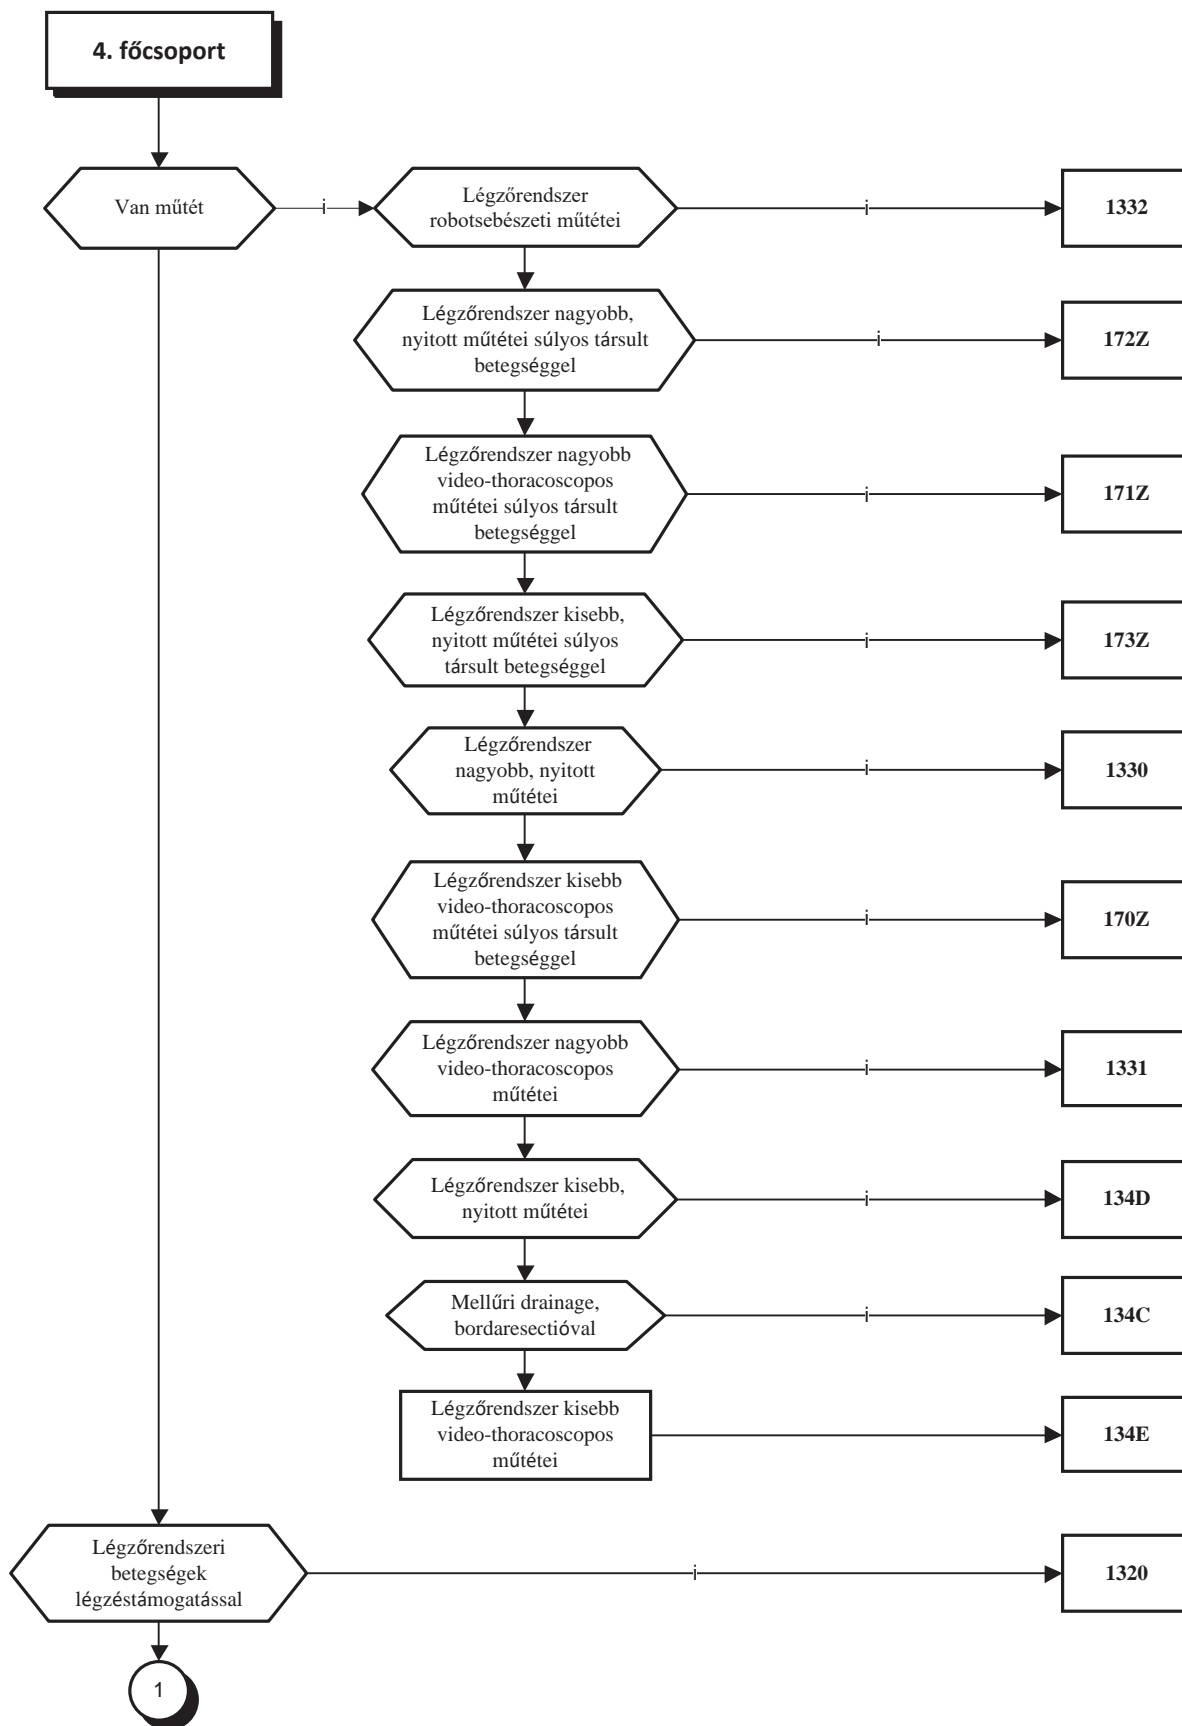 4. főcsoport
Van műtét
i
Légzőrendszer
robotsebészeti műtétei
i
1332
Légzőrendszer nagyobb,
nyitott műtétei súlyos társult
betegséggel
i
172Z
Légzőrendszer nagyobb
video-thoracoscopos
műtétei súlyos társult
betegséggel
i
171Z
Légzőrendszer kisebb,
nyitott műtétei súlyos
társult betegséggel
i
173Z
Légzőrendszer
nagyobb, nyitott
műtétei
i
1330
Légzőrendszer kisebb
video-thoracoscopos
műtétei súlyos társult
betegséggel
i
170Z
Légzőrendszer nagyobb
video-thoracoscopos
műtétei
i
1331
Légzőrendszer kisebb,
nyitott műtétei
i
134D
Mellűri drainage,
bordaresectióval
i
134C
Légzőrendszer kisebb
video-thoracoscopos
műtétei
134E
Légzőrendszeri
betegségek
légzéstámogatással
i
1320
1